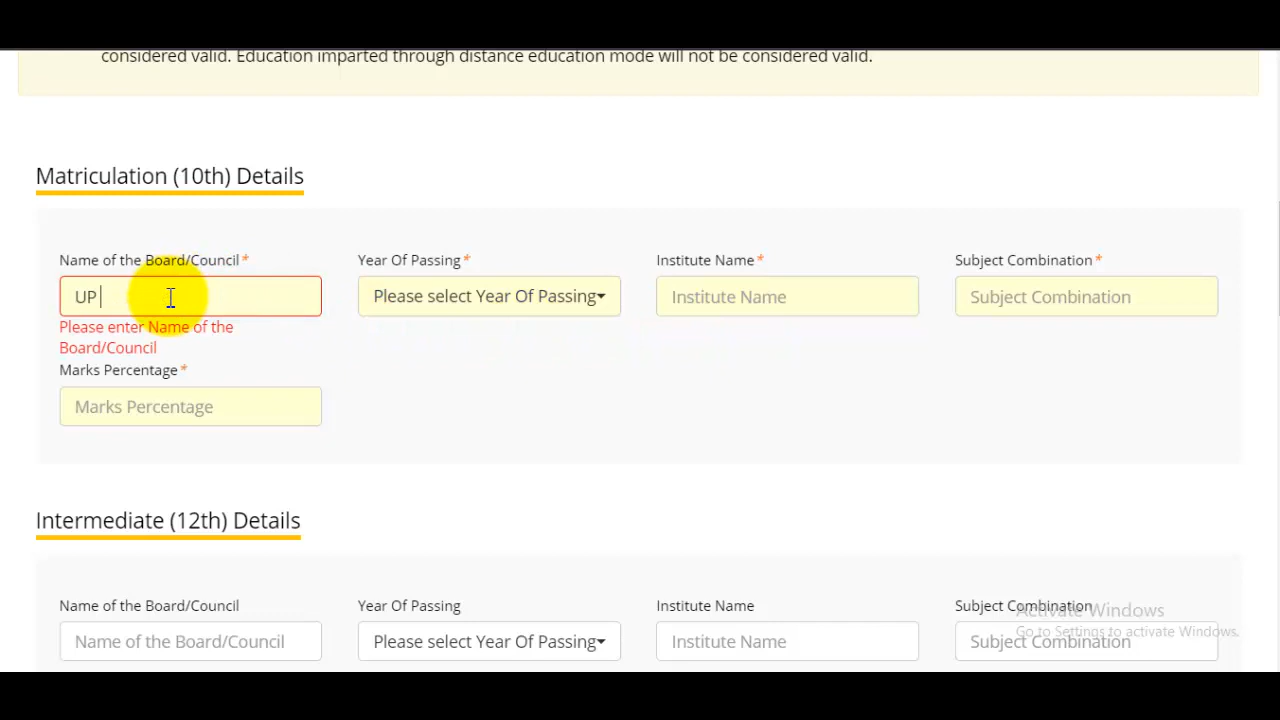 considered valid. Education imparted through distance education mode will not be considered valid.
Matriculation (10th) Details
Name of the Board/Council* Year Of Passing* Institute Name* Subject Combination*
UP Please select Year Of Passing Institute Name Subject Combination
Please enter Name of the
Board/Council
Marks Percentage*
Marks Percentage
Intermediate (12th) Details
Name of the Board/Council Year Of Passing Institute Name Subject Combination
Activate Windows
Go to Settings to activate Windows.
Name of the Board/Council Please select Year Of Passing Institute Name Subject Combination